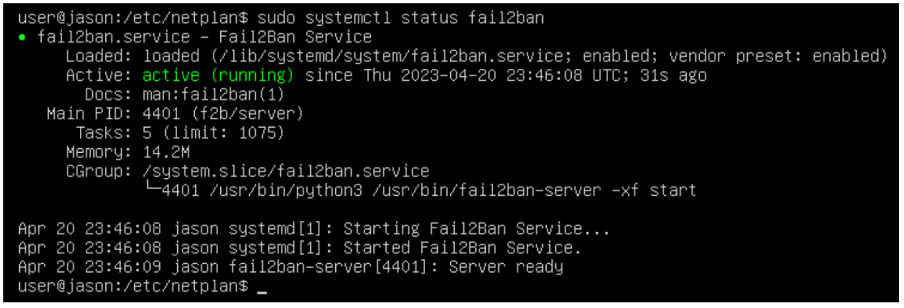 user@jason:/etc/netplan$ sudo systemctl status fail2ban
● fail2ban.service – Fail2Ban Service
Loaded: loaded (/lib/systemd/system/fail2ban.service; enabled; vendor preset: enabled)
Active: active (running) since Thu 2023-04-20 23:46:08 UTC; 31s ago
Docs: man:fail2ban(1)
Main PID: 4401 (f2b/server)
Tasks: 5 (limit: 1075)
Memory: 14.2M
CGroup: /system.slice/fail2ban.service
└─4401 /usr/bin/python3 /usr/bin/fail2ban-server -xf start
Apr 20 23:46:08 jason systemd[1]: Starting Fail2Ban Service...
Apr 20 23:46:08 jason systemd[1]: Started Fail2Ban Service.
Apr 20 23:46:09 jason fail2ban-server[4401]: Server ready
user@jason:/etc/netplan$ _